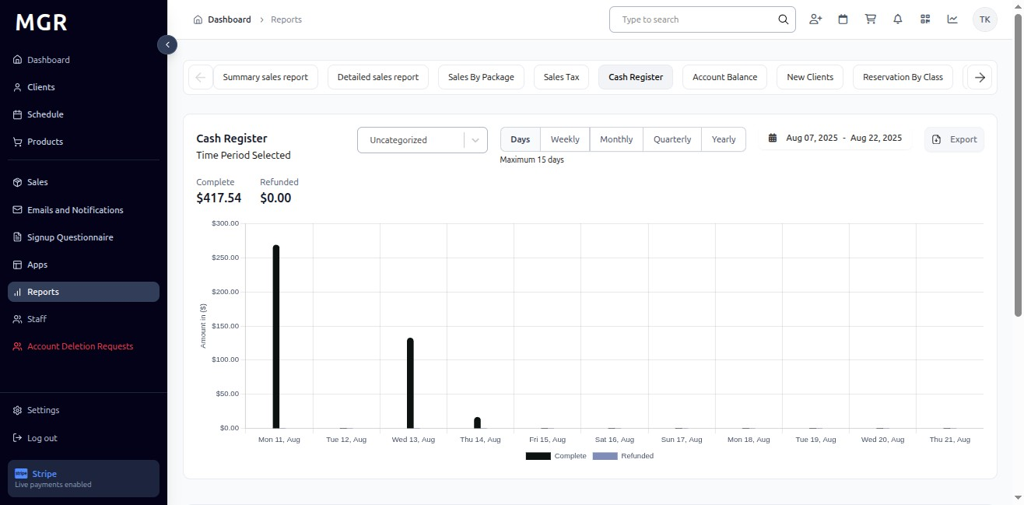 MGR
Dashboard
Clients
Schedule
Products
Sales
Emails and Notifications
Signup Questionnaire
Apps
Reports
Staff
Account Deletion Requests
Settings
Log out
Stripe
Live payments enabled
Dashboard > Reports
Type to search
TK
Summary sales report
Detailed sales report
Sales By Package
Sales Tax
Cash Register
Account Balance
New Clients
Reservation By Class
Cash Register
Time Period Selected
Uncategorized
Days
Weekly
Monthly
Quarterly
Yearly
Maximum 15 days
Aug 07, 2025 - Aug 22, 2025
Export
Complete
Refunded
$417.54
$0.00
Amount in ($)
$300.00
$250.00
$200.00
$150.00
$100.00
$50.00
$0.00
Mon 11, Aug
Tue 12, Aug
Wed 13, Aug
Thu 14, Aug
Fri 15, Aug
Sat 16, Aug
Sun 17, Aug
Mon 18, Aug
Tue 19, Aug
Wed 20, Aug
Thu 21, Aug
Complete
Refunded